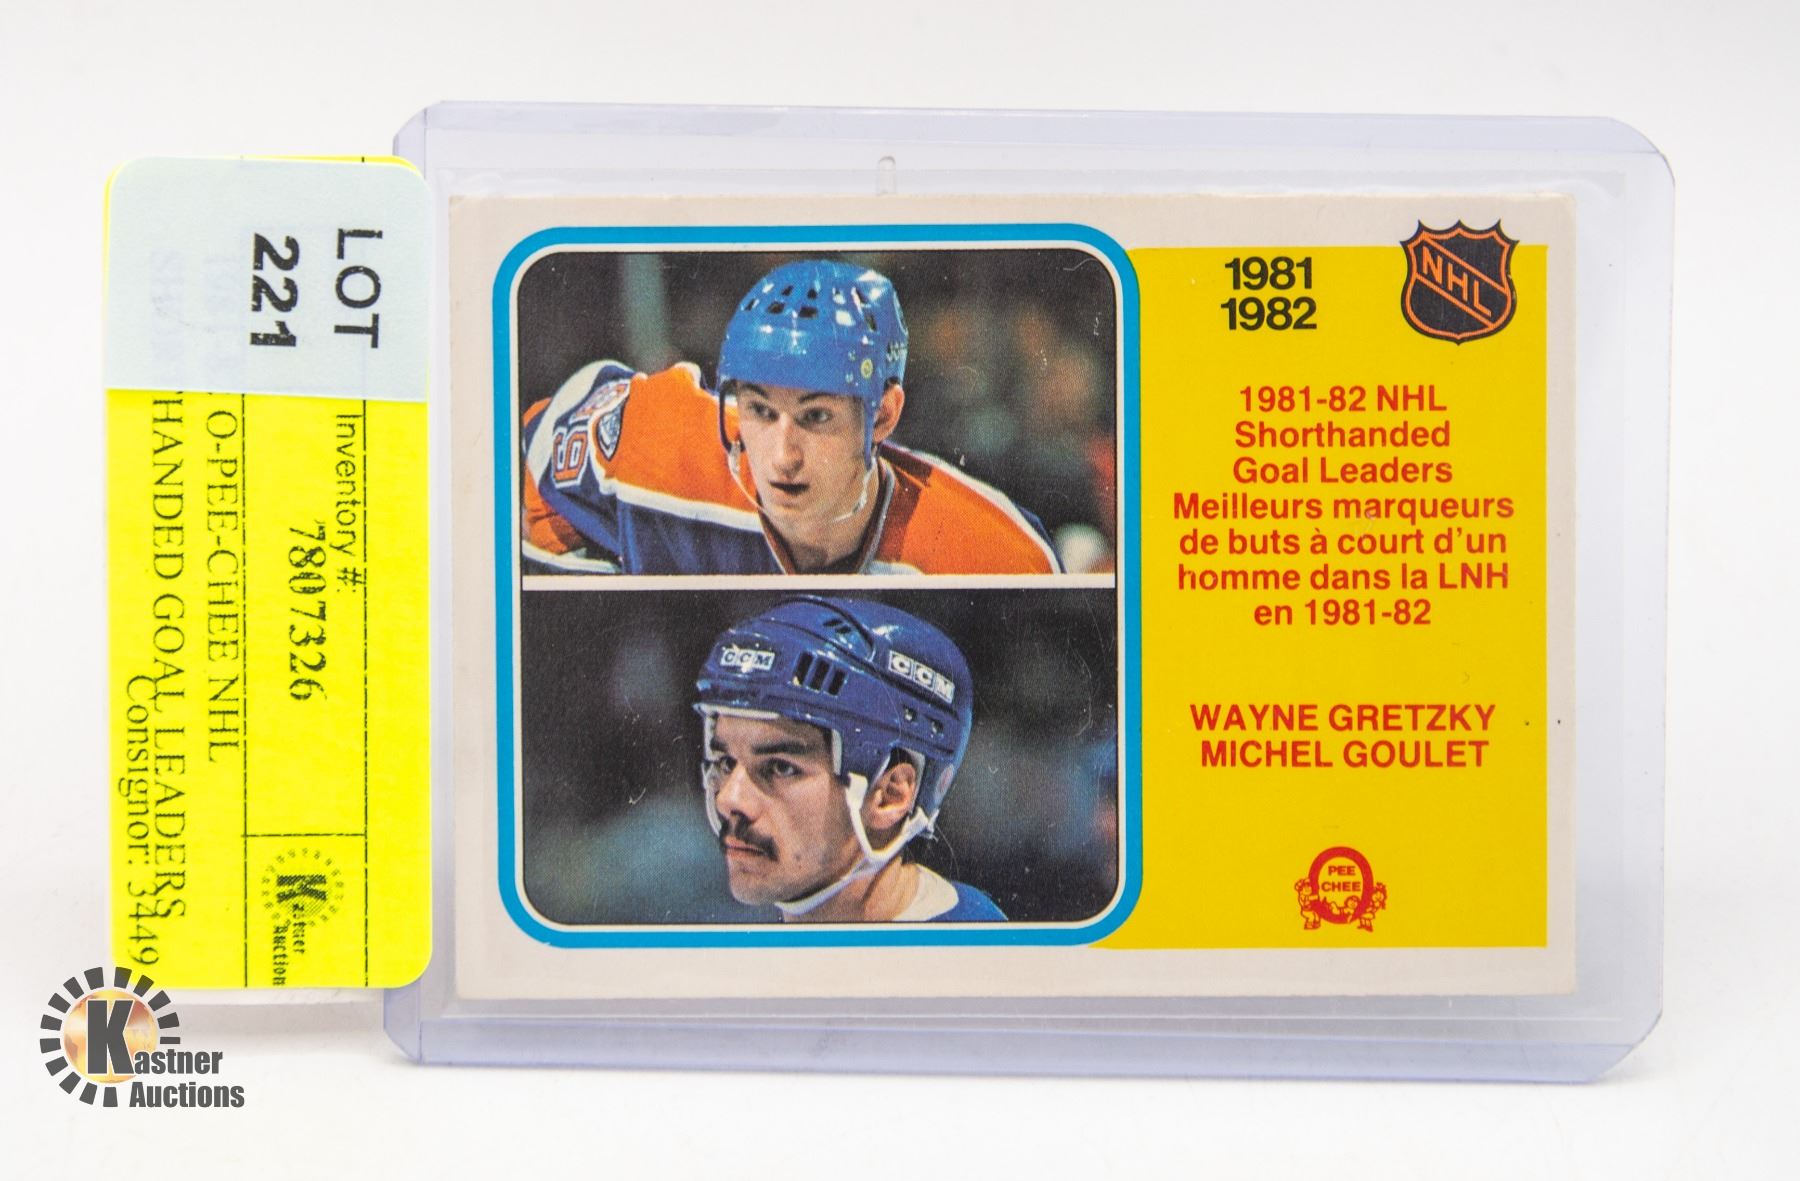 LOT
221
Inventory #:
7807326
O-PEE-CHEE NHL
HANDED GOAL LEADERS
Consignor: 3449
Kastner
Auctions
1981
1982
NHL
1981-82 NHL
Shorthanded
Goal Leaders
Meilleurs marqueurs
de buts à court d'un
homme dans la LNH
en 1981-82
WAYNE GRETZKY
MICHEL GOULET
PEE
CHEE
CCM
CCM
Kastner
Auctions